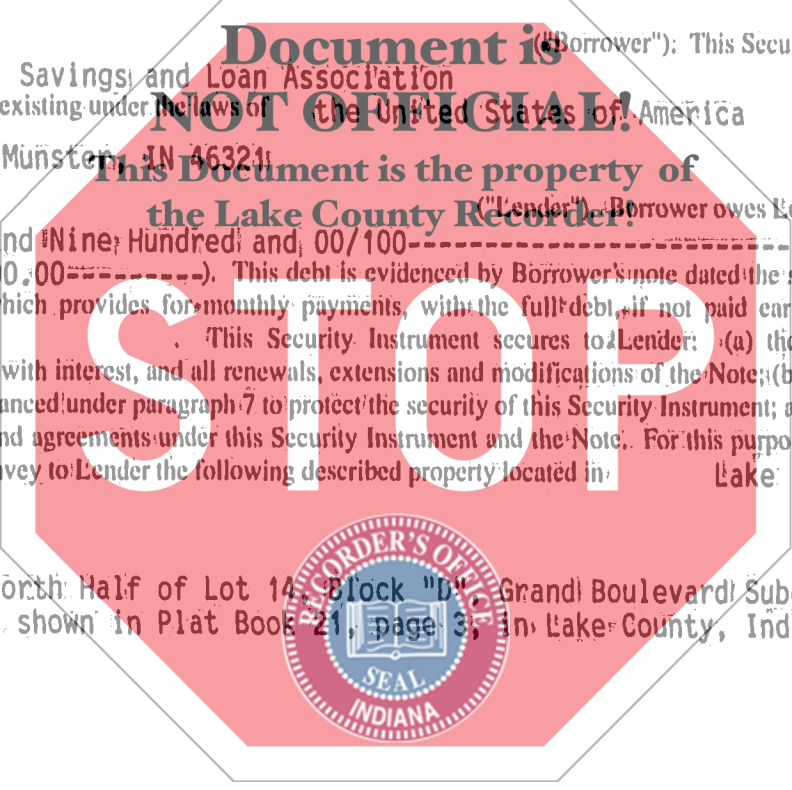 Document is
("Borrower"): This Secu
Savings and Loan Association
existing under the laws of the United States of America
NOT OFFICIAL!
Munster, IN 46321
This Document is the property of
the Lake County Recorder!
("Lender"). Borrower owes Le
nd Nine Hundred and 00/100------------------------------
0.00----------). This debt is evidenced by Borrower's note dated the s
hich provides for monthly payments, with the full debt, if not paid ear
. This Security Instrument secures to Lender: (a) the
with interest, and all renewals, extensions and modifications of the Note; (b
anced under paragraph 7 to protect the security of this Security Instrument; a
nd agreements under this Security Instrument and the Note. For this purpo
vey to Lender the following described property located in Lake
STOP
orth Half of Lot 14, Block "D", Grand Boulevard Sub
shown in Plat Book 21, page 3, in Lake County, Ind
RECORDER'S OFFICE
SEAL
INDIANA